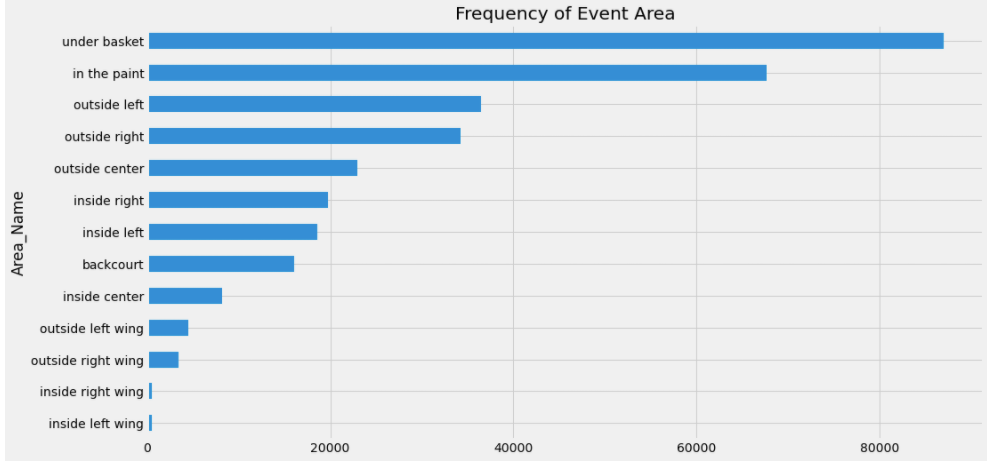 Frequency of Event Area
Area_Name
under basket
in the paint
outside left
outside right
outside center
inside right
inside left
backcourt
inside center
outside left wing
outside right wing
inside right wing
inside left wing
0 20000 40000 60000 80000